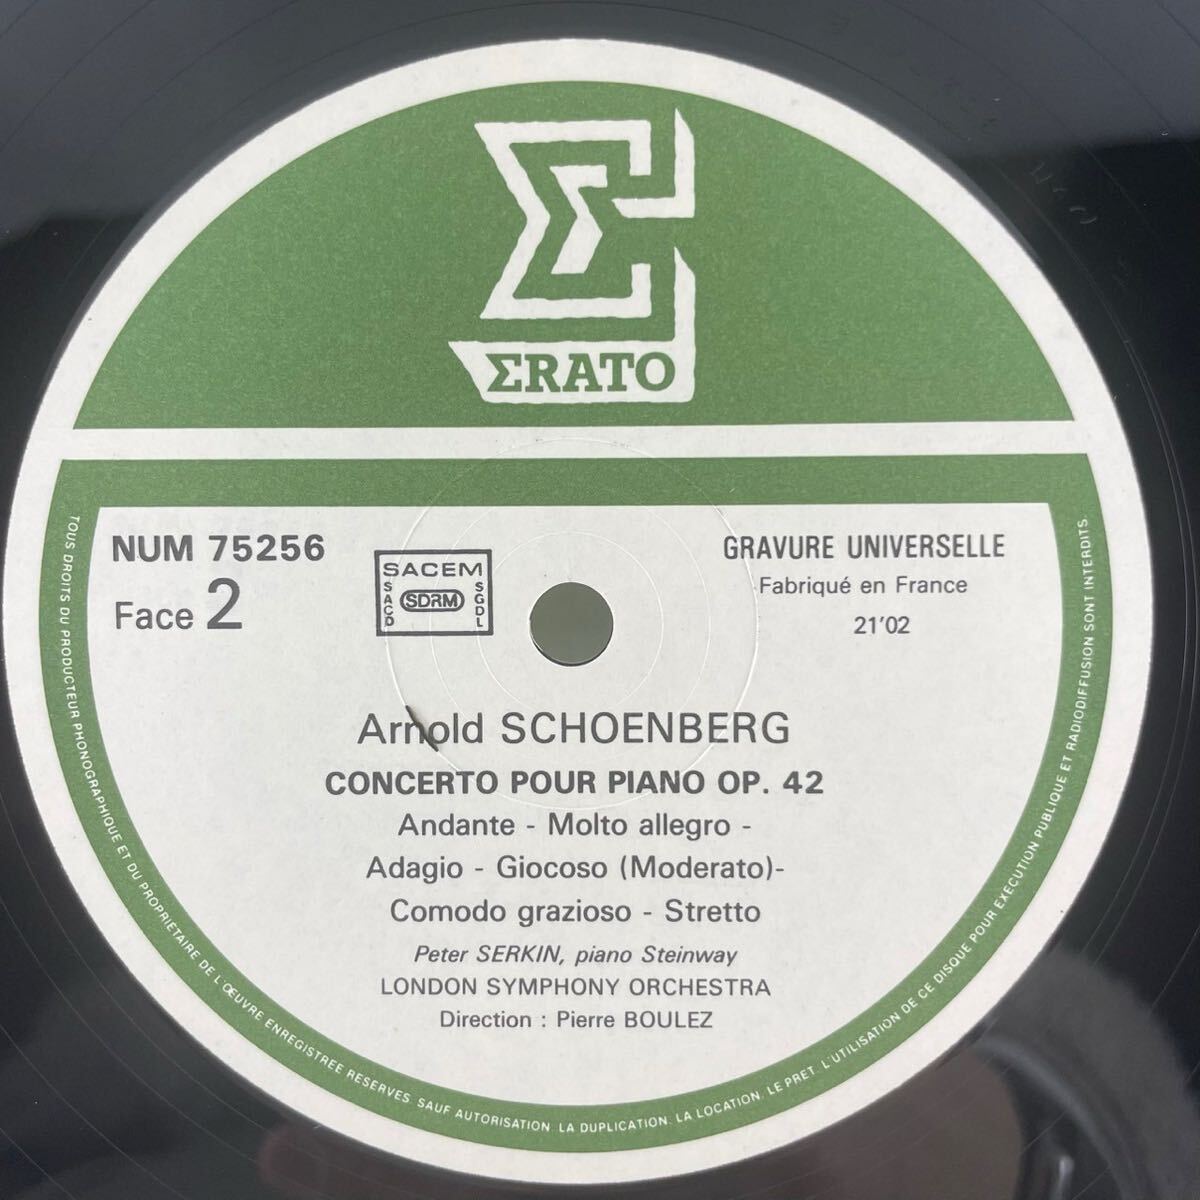 ΣRATO
NUM 75256
Face 2
SACEM
SACD
SDRM
SGDL
GRAVURE UNIVERSELLE
Fabriqué en France
21'02
Arnold SCHOENBERG
CONCERTO POUR PIANO OP. 42
Andante - Molto allegro -
Adagio - Giocoso (Moderato)-
Comodo grazioso - Stretto
Peter SERKIN, piano Steinway
LONDON SYMPHONY ORCHESTRA
Direction : Pierre BOULEZ
TOUS DROITS DU PRODUCTEUR PHONOGRAPHIQUE ET DU PROPRIÉTAIRE DE L'ŒUVRE ENREGISTREE RESERVES. SAUF AUTORISATION. LA DUPLICATION. LA LOCATION. LE PRET. L'UTILISATION DE CE DISQUE POUR EXECUTION PUBLIQUE ET RADIODIFFUSION SONT INTERDITS.